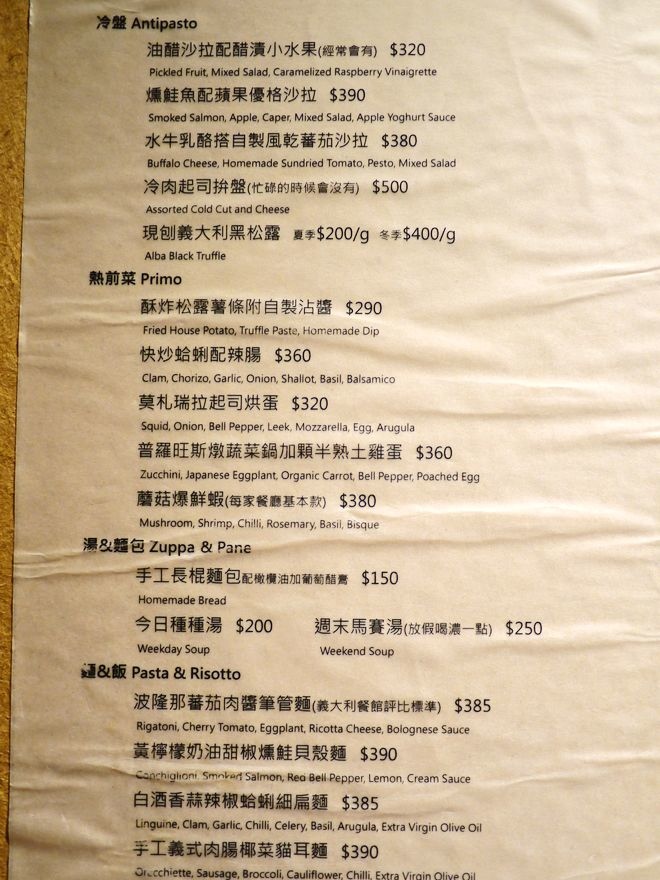 冷盤 Antipasto
油醋沙拉配醋漬小水果(經常會有) $320
Pickled Fruit, Mixed Salad, Caramelized Raspberry Vinaigrette
燻鮭魚配蘋果優格沙拉 $390
Smoked Salmon, Apple, Caper, Mixed Salad, Apple Yoghurt Sauce
水牛乳酪搭自製風乾蕃茄沙拉 $380
Buffalo Cheese, Homemade Sundried Tomato, Pesto, Mixed Salad
冷肉起司拚盤(忙碌的時候會沒有) $500
Assorted Cold Cut and Cheese
現刨義大利黑松露 夏季$200/g 冬季$400/g
Alba Black Truffle
熱前菜 Primo
酥炸松露薯條附自製沾醬 $290
Fried House Potato, Truffle Paste, Homemade Dip
快炒蛤蜊配辣腸 $360
Clam, Chorizo, Garlic, Onion, Shallot, Basil, Balsamico
莫札瑞拉起司烘蛋 $320
Squid, Onion, Bell Pepper, Leek, Mozzarella, Egg, Arugula
普羅旺斯燉蔬菜鍋加顆半熟土雞蛋 $360
Zucchini, Japanese Eggplant, Organic Carrot, Bell Pepper, Poached Egg
蘑菇爆鮮蝦(每家餐廳基本款) $380
Mushroom, Shrimp, Chilli, Rosemary, Basil, Bisque
湯&麵包 Zuppa & Pane
手工長棍麵包配橄欖油加葡萄醋膏 $150
Homemade Bread
今日種種湯 $200 週末馬賽湯(放假喝濃一點) $250
Weekday Soup Weekend Soup
麵&飯 Pasta & Risotto
波隆那蕃茄肉醬筆管麵(義大利餐館評比標準) $385
Rigatoni, Cherry Tomato, Eggplant, Ricotta Cheese, Bolognese Sauce
黃檸檬奶油甜椒燻鮭貝殼麵 $390
Conchiglioni, Smoked Salmon, Red Bell Pepper, Lemon, Cream Sauce
白酒香蒜辣椒蛤蜊細扁麵 $385
Linguine, Clam, Garlic, Chilli, Celery, Basil, Arugula, Extra Virgin Olive Oil
手工義式肉腸椰菜貓耳麵 $390
Orecchiette, Sausage, Broccoli, Cauliflower, Chilli, Extra Virgin Olive Oil